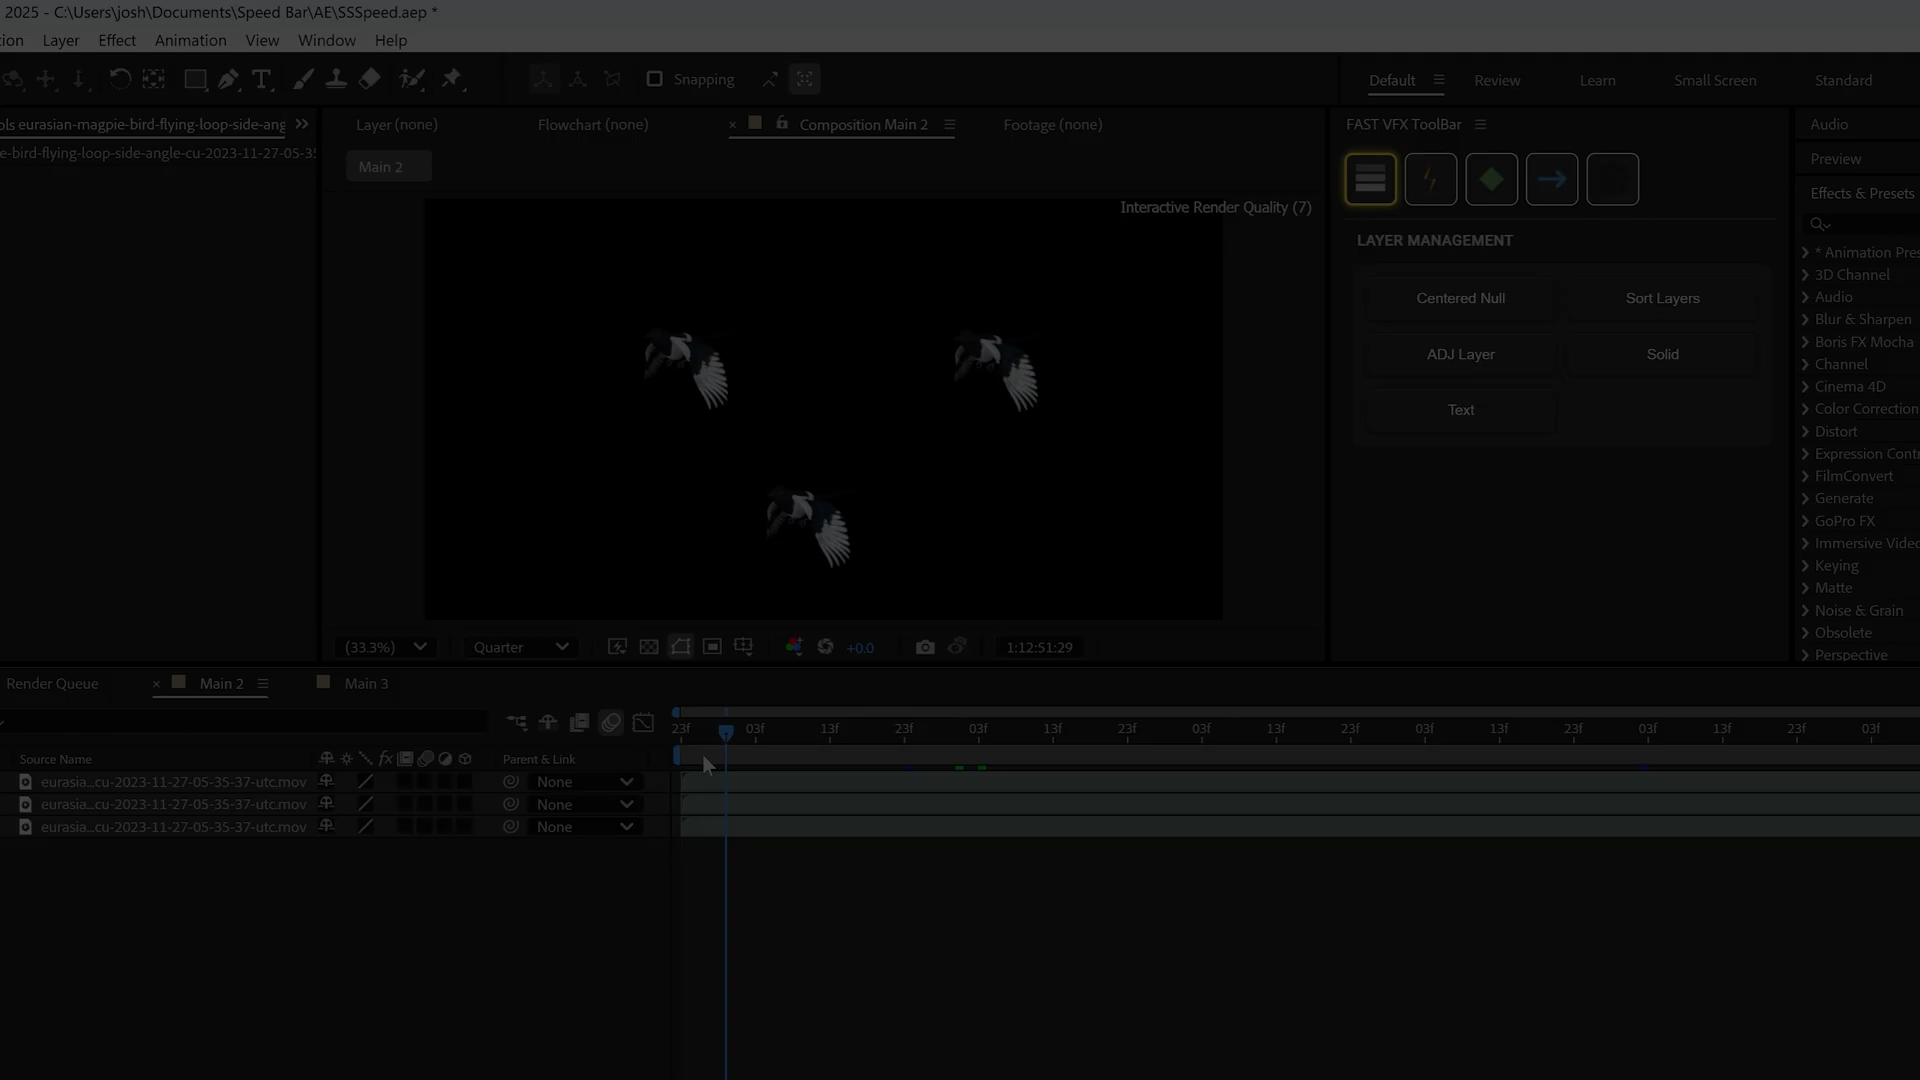 2025 - C:\Users\josh\Documents\Speed Bar\AE\SSSpeed.aep *
tion Layer Effect Animation View Window Help
Snapping
Default Review Learn Small Screen Standard
ols eurasian-magpie-bird-flying-loop-side-ang
e-bird-flying-loop-side-angle-cu-2023-11-27-05-35
Layer (none) Flowchart (none) × Composition Main 2 Footage (none)
Main 2
Interactive Render Quality (7)
FAST VFX ToolBar
LAYER MANAGEMENT
Centered Null Sort Layers
ADJ Layer Solid
Text
Audio
Preview
Effects & Presets
* Animation Pres
3D Channel
Audio
Blur & Sharpen
Boris FX Mocha
Channel
Cinema 4D
Color Correction
Distort
Expression Contr
FilmConvert
Generate
GoPro FX
Immersive Video
Keying
Matte
Noise & Grain
Obsolete
Perspective
(33.3%) Quarter +0.0 1:12:51:29
Render Queue × Main 2 Main 3
23f 03f 13f 23f 03f 13f 23f 03f 13f 23f 03f 13f 23f 03f 13f 23f 03f
Source Name fx Parent & Link
eurasia...cu-2023-11-27-05-35-37-utc.mov None
eurasia...cu-2023-11-27-05-35-37-utc.mov None
eurasia...cu-2023-11-27-05-35-37-utc.mov None